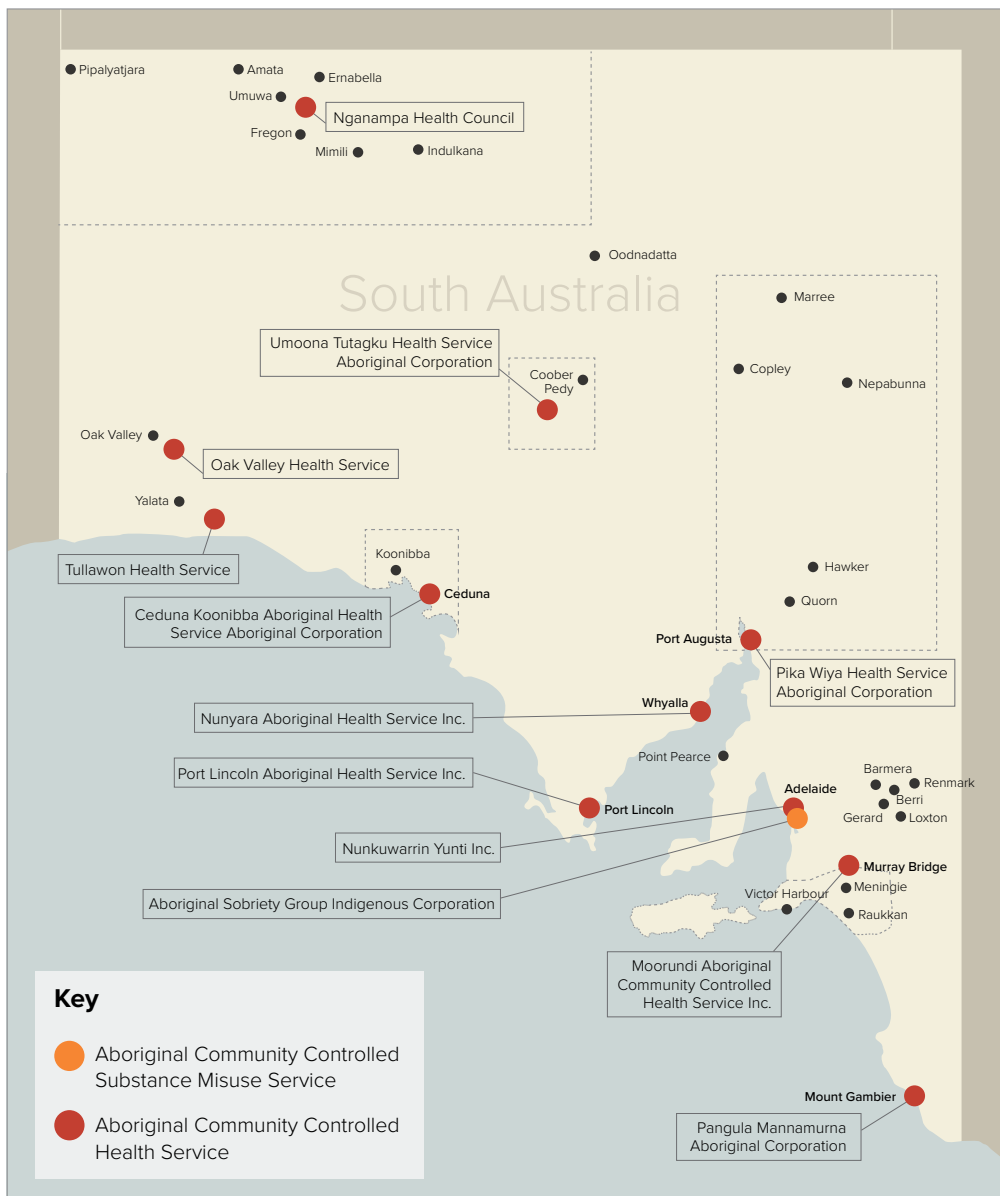 Pipalyatjara
Amata
Ernabella
Umuwa
Nganampa Health Council
Fregon
Mimili
Indulkana
Oodnadatta
South Australia
Marree
Umoona Tutagku Health Service
Aboriginal Corporation
Coober
Pedy
Copley
Nepabunna
Oak Valley
Oak Valley Health Service
Yalata
Tullawon Health Service
Koonibba
Ceduna
Ceduna Koonibba Aboriginal Health
Service Aboriginal Corporation
Hawker
Quorn
Port Augusta
Pika Wiya Health Service
Aboriginal Corporation
Whyalla
Nunyara Aboriginal Health Service Inc.
Point Pearce
Port Lincoln Aboriginal Health Service Inc.
Port Lincoln
Adelaide
Barmera
Renmark
Berri
Gerard
Loxton
Nunkuwarrin Yunti Inc.
Murray Bridge
Meningie
Victor Harbour
Raukkan
Aboriginal Sobriety Group Indigenous Corporation
Moorundi Aboriginal
Community Controlled
Health Service Inc.
Key
Aboriginal Community Controlled
Substance Misuse Service
Aboriginal Community Controlled
Health Service
Mount Gambier
Pangula Mannamurna
Aboriginal Corporation